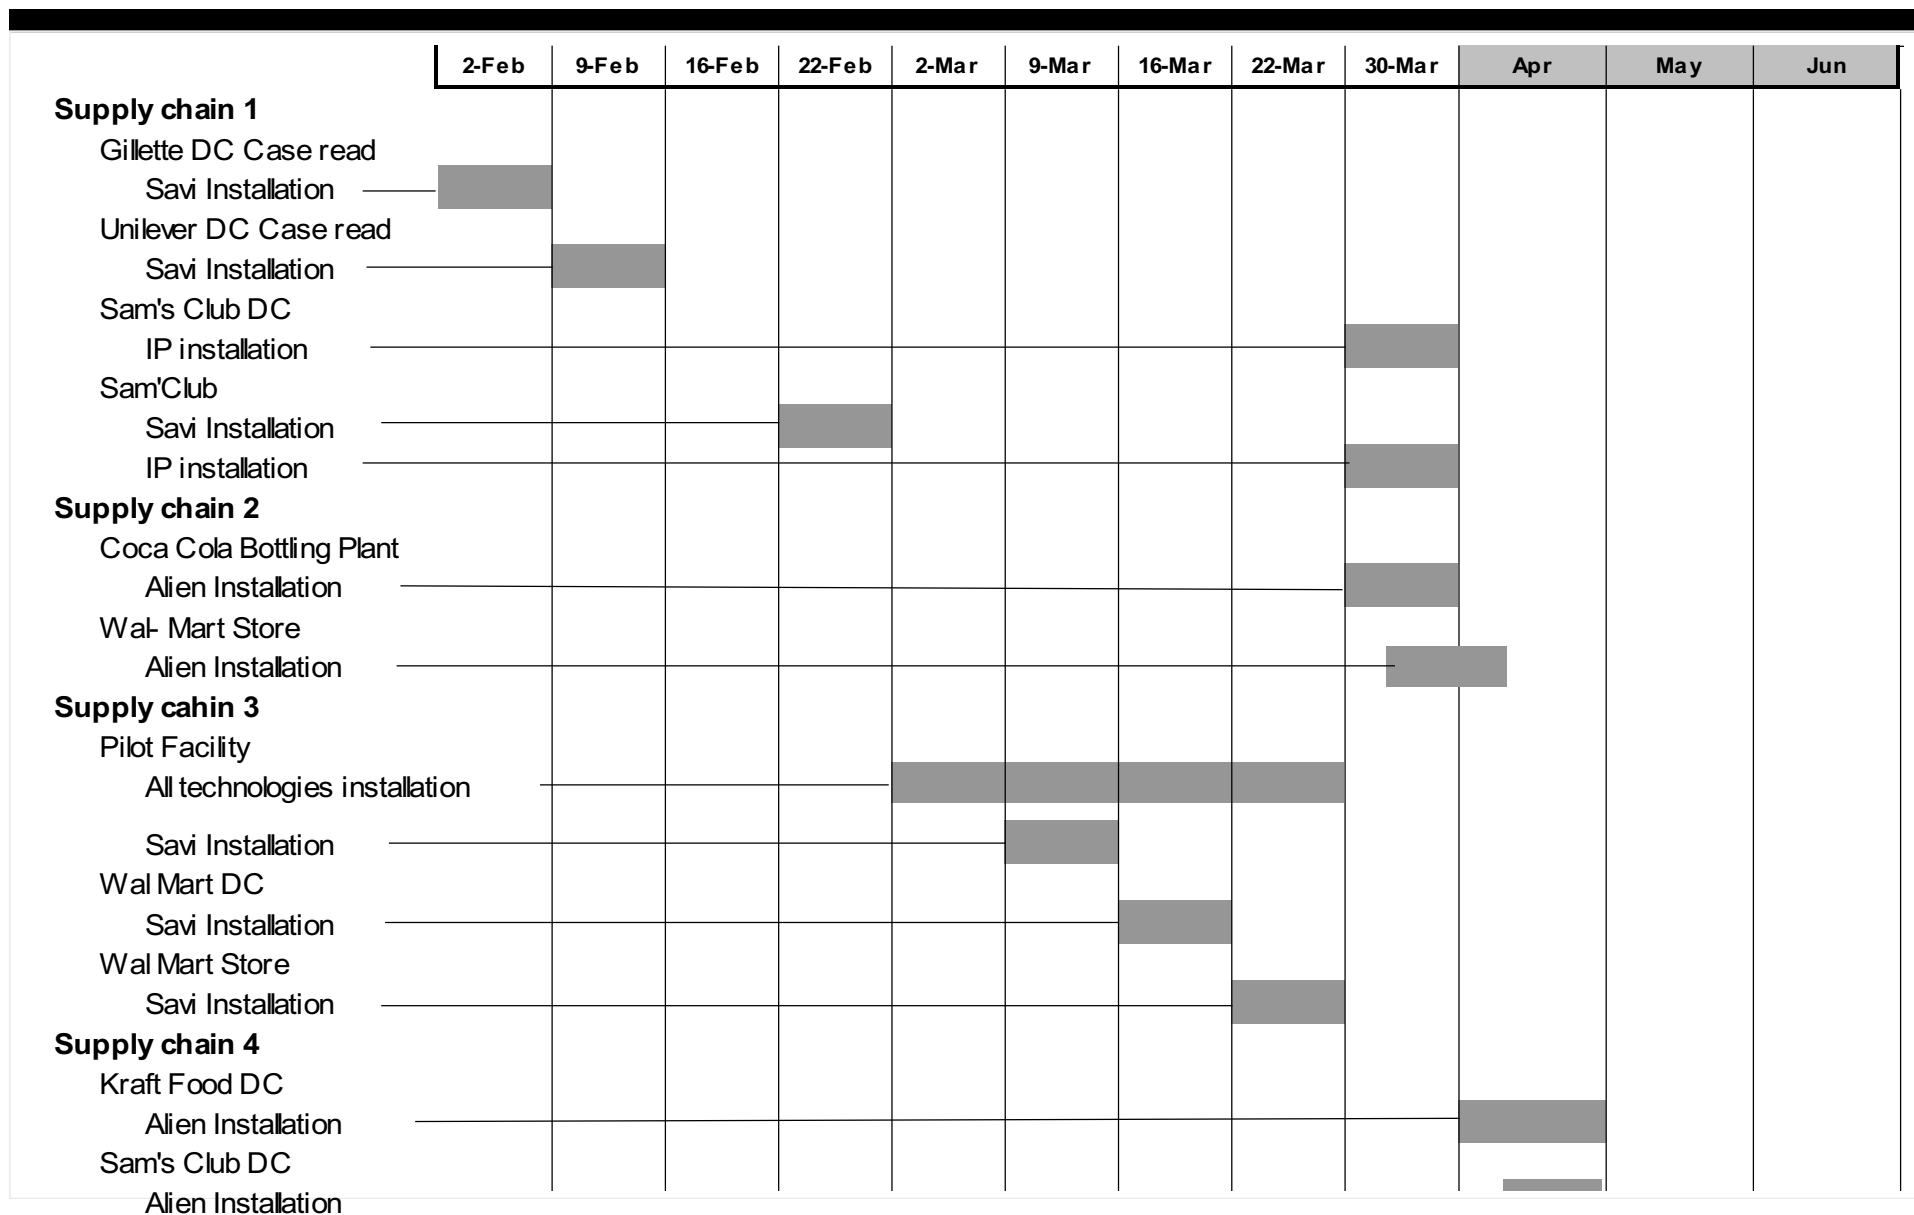 2-Feb 9-Feb 16-Feb 22-Feb 2-Mar 9-Mar 16-Mar 22-Mar 30-Mar Apr May Jun
Supply chain 1
Gillette DC Case read
Savi Installation
Unilever DC Case read
Savi Installation
Sam's Club DC
IP installation
Sam'Club
Savi Installation
IP installation
Supply chain 2
Coca Cola Bottling Plant
Alien Installation
Wal- Mart Store
Alien Installation
Supply cahin 3
Pilot Facility
All technologies installation
Savi Installation
Wal Mart DC
Savi Installation
Wal Mart Store
Savi Installation
Supply chain 4
Kraft Food DC
Alien Installation
Sam's Club DC
Alien Installation